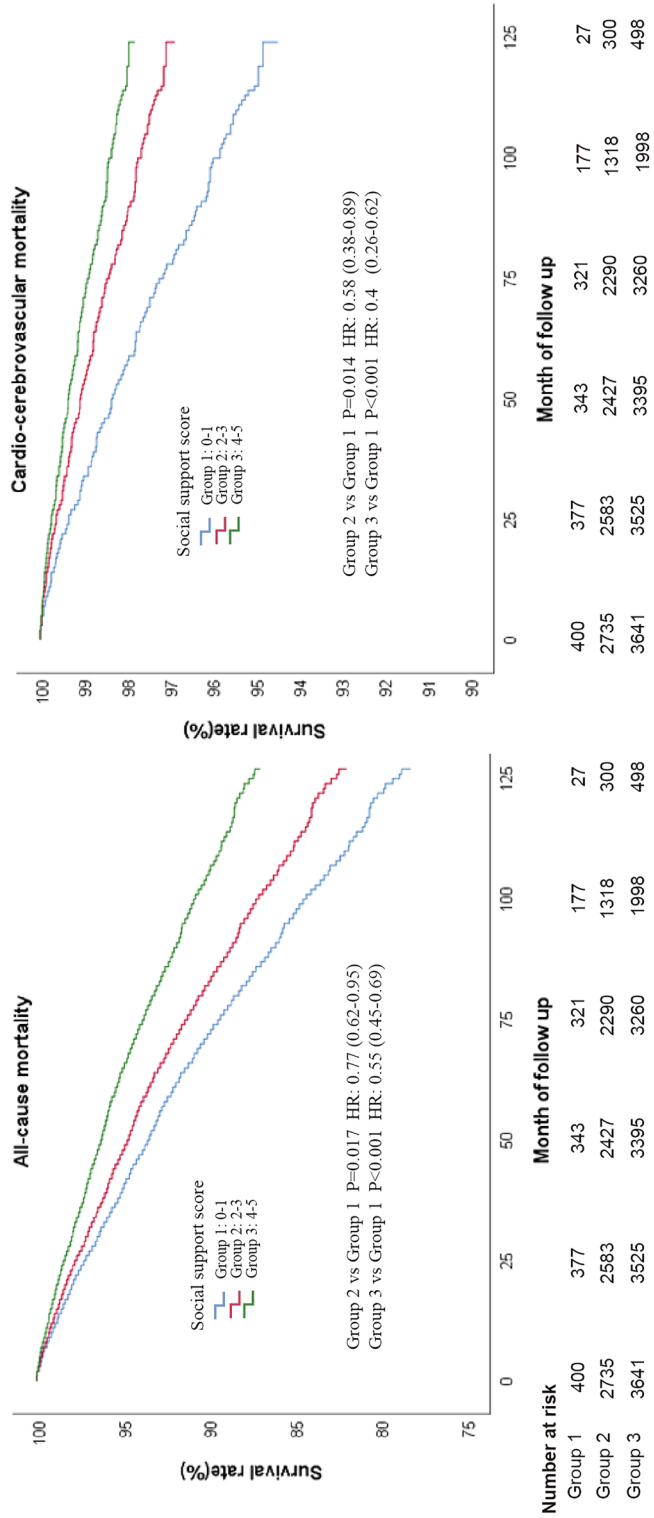 All-cause mortality
Survival rate(%)
100
95
90
85
80
75
Social support score
Group 1: 0-1
Group 2: 2-3
Group 3: 4-5
Group 2 vs Group 1 P=0.017 HR: 0.77 (0.62-0.95)
Group 3 vs Group 1 P<0.001 HR: 0.55 (0.45-0.69)
0 25 50 75 100 125
Month of follow up
Number at risk
Group 1 400 377 343 321 177 27
Group 2 2735 2583 2427 2290 1318 300
Group 3 3641 3525 3395 3260 1998 498
Cardio-cerebrovascular mortality
Survival rate(%)
100
99
98
97
96
95
94
93
92
91
90
Social support score
Group 1: 0-1
Group 2: 2-3
Group 3: 4-5
Group 2 vs Group 1 P=0.014 HR: 0.58 (0.38-0.89)
Group 3 vs Group 1 P<0.001 HR: 0.4 (0.26-0.62)
0 25 50 75 100 125
Month of follow up
400 377 343 321 177 27
2735 2583 2427 2290 1318 300
3641 3525 3395 3260 1998 498